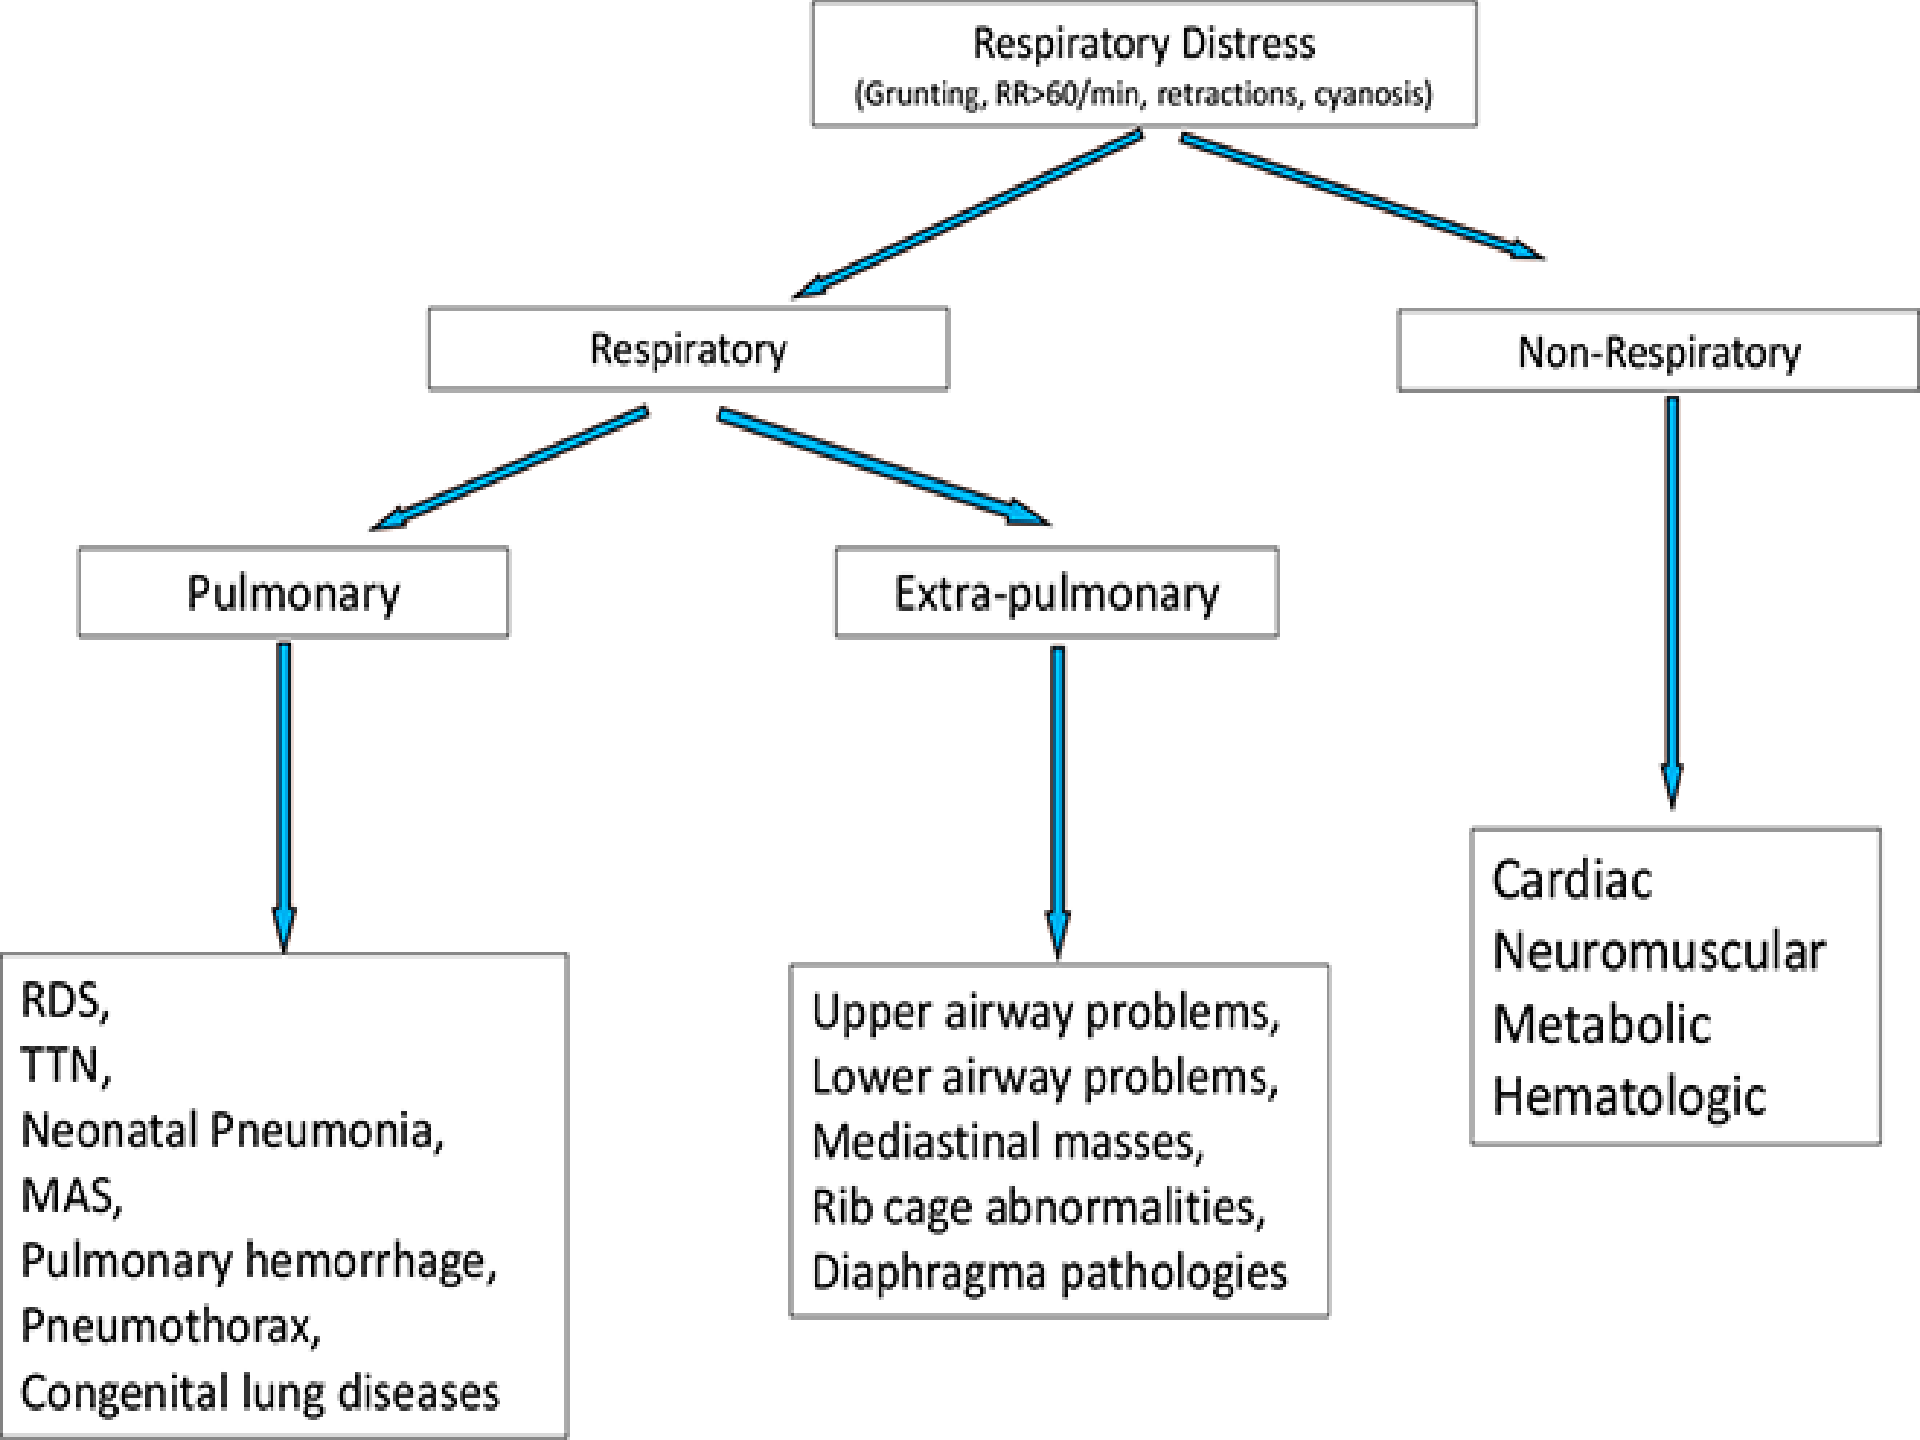 Respiratory Distress
(Grunting, RR>60/min, retractions, cyanosis)
Respiratory
Non-Respiratory
Pulmonary
Extra-pulmonary
RDS,
TTN,
Neonatal Pneumonia,
MAS,
Pulmonary hemorrhage,
Pneumothorax,
Congenital lung diseases
Upper airway problems,
Lower airway problems,
Mediastinal masses,
Rib cage abnormalities,
Diaphragma pathologies
Cardiac
Neuromuscular
Metabolic
Hematologic